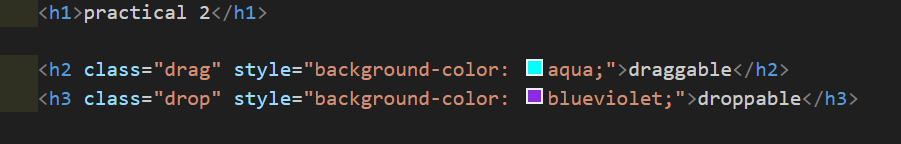 <h1>practical 2</h1>
<h2 class="drag" style="background-color: aqua;">draggable</h2>
<h3 class="drop" style="background-color: blueviolet;">droppable</h3>